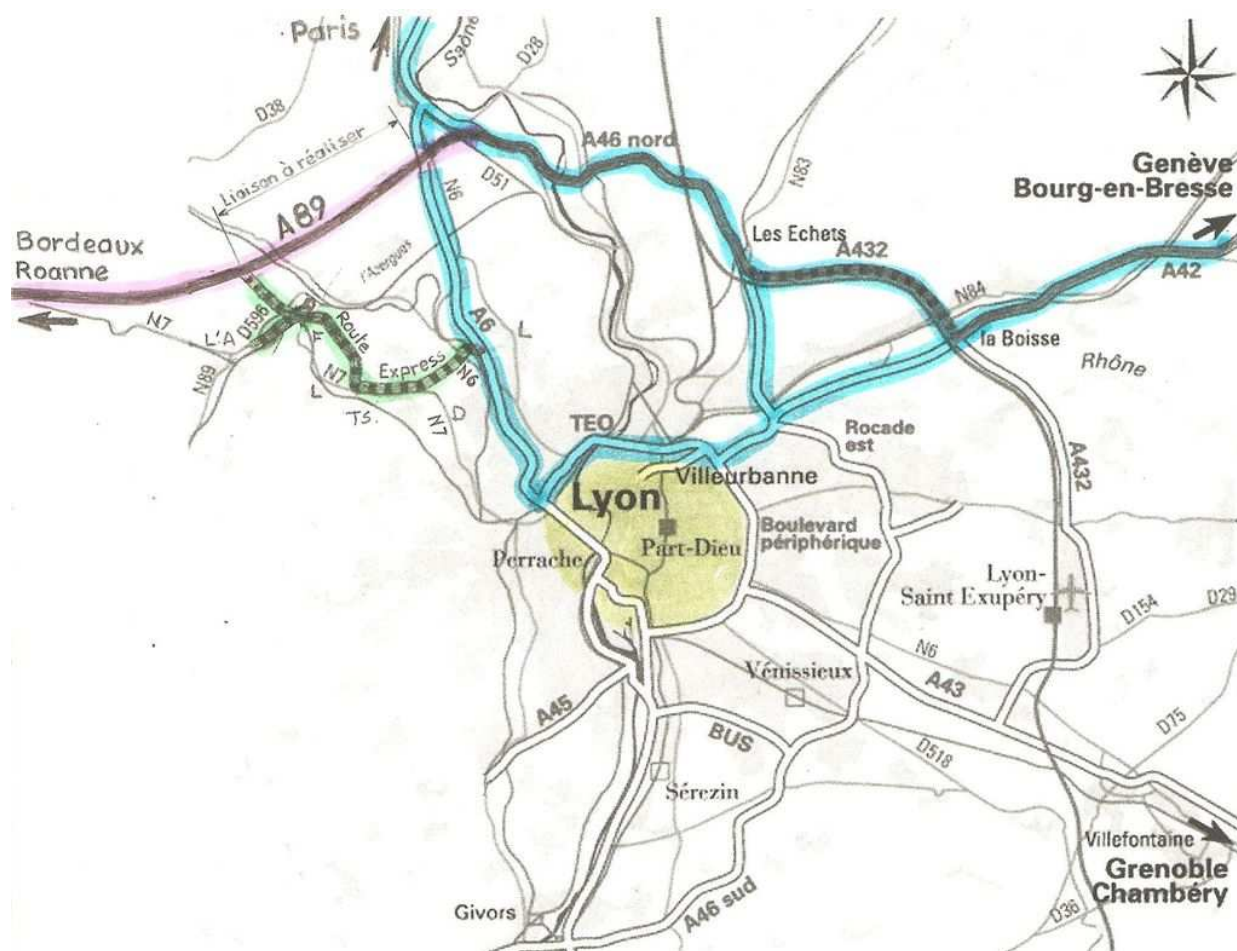 Paris
Saône
D28
D38
Liaison à réaliser
A46 nord
N83
Genève
Bourg-en-Bresse
D51
N6
A89
Bordeaux
Roanne
l'Azergues
Les Echets
A432
A42
N84
la Boisse
Rhône
N7
L'A
D596
Route
F
A6
L
N89
Express
N7
N6
L
TS.
D
N7
TEO
Rocade
est
Villeurbanne
A432
Lyon
Boulevard
périphérique
Part-Dieu
Perrache
Lyon-
Saint Exupéry
D154
D29
N6
Vénissieux
A43
A45
BUS
D75
D518
Sérezin
Villefontaine
Grenoble
Chambéry
Givors
A46 sud
D36